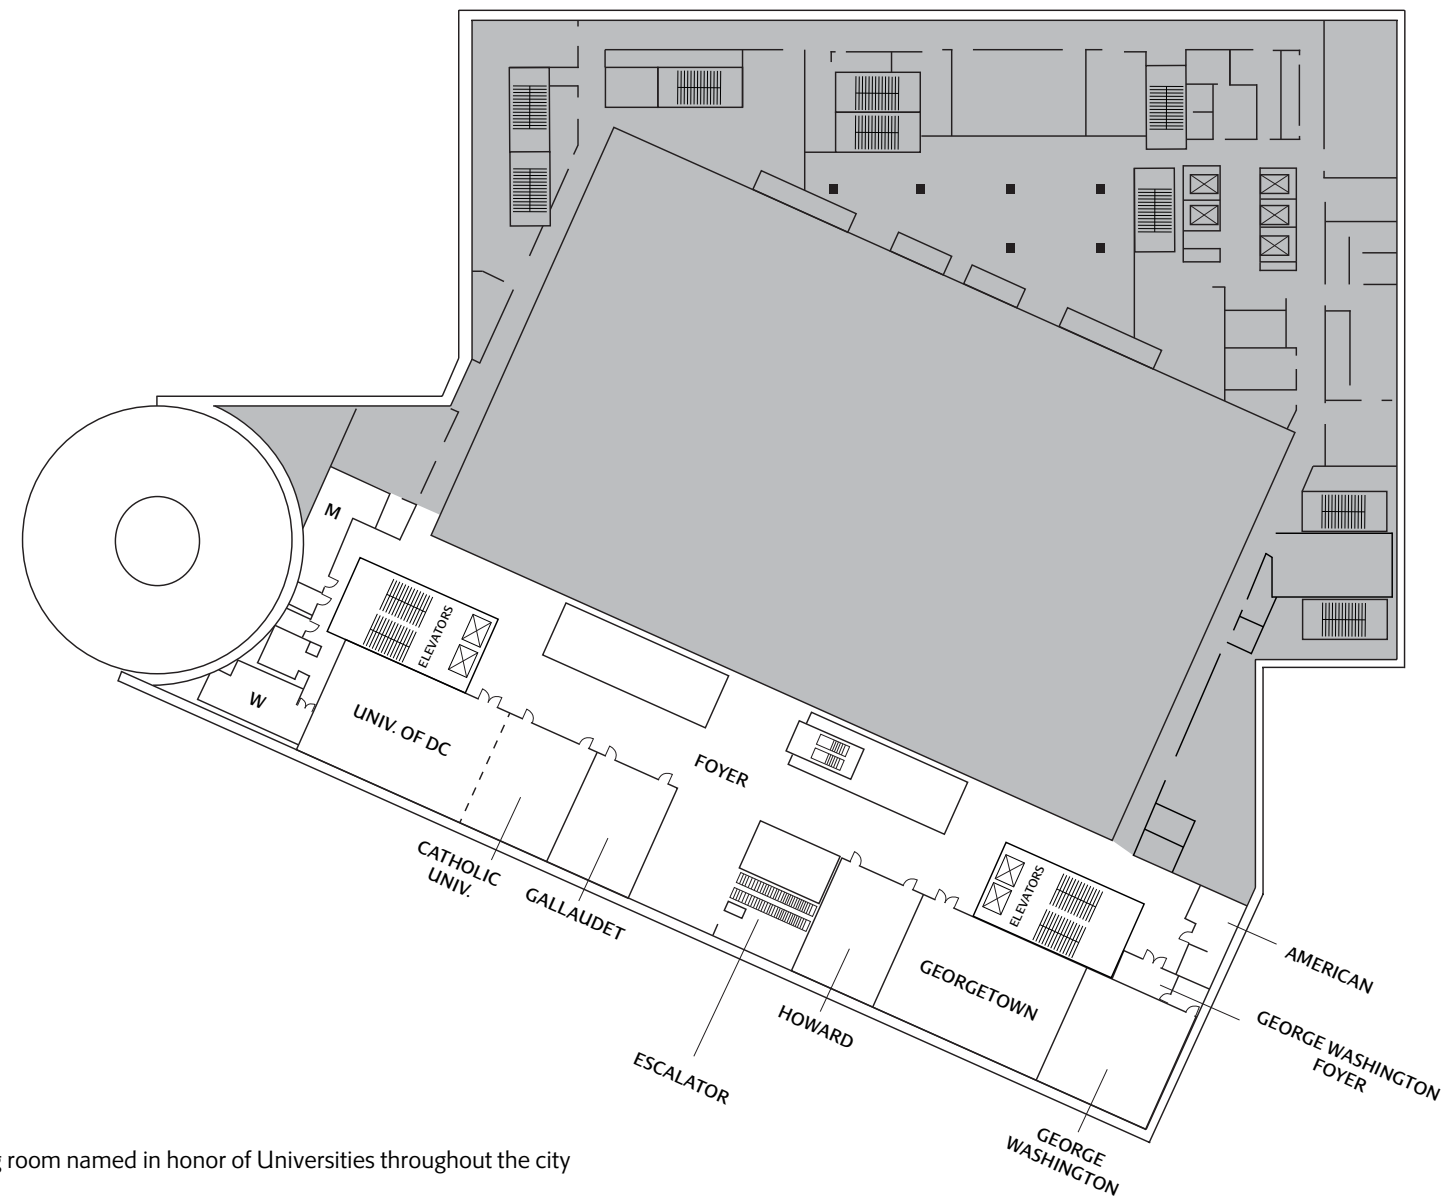 M
ELEVATORS
W
UNIV. OF DC
FOYER
CATHOLIC
UNIV.
GALLAUDET
ELEVATORS
GEORGETOWN
AMERICAN
HOWARD
GEORGE WASHINGTON
FOYER
ESCALATOR
GEORGE
WASHINGTON
room named in honor of Universities throughout the city